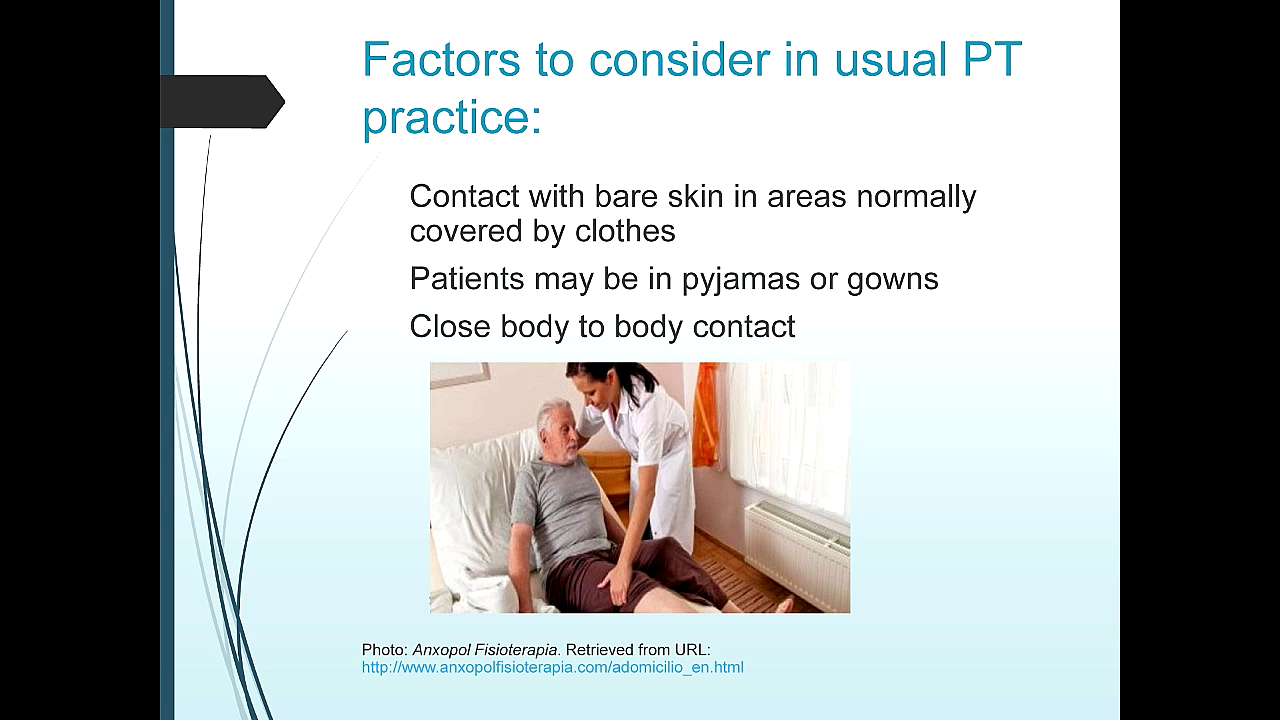 Factors to consider in usual PT
practice:
Contact with bare skin in areas normally
covered by clothes
Patients may be in pyjamas or gowns
Close body to body contact
Photo: Anxopol Fisioterapia. Retrieved from URL:
http://www.anxopolfisioterapia.com/adomicilio_en.html